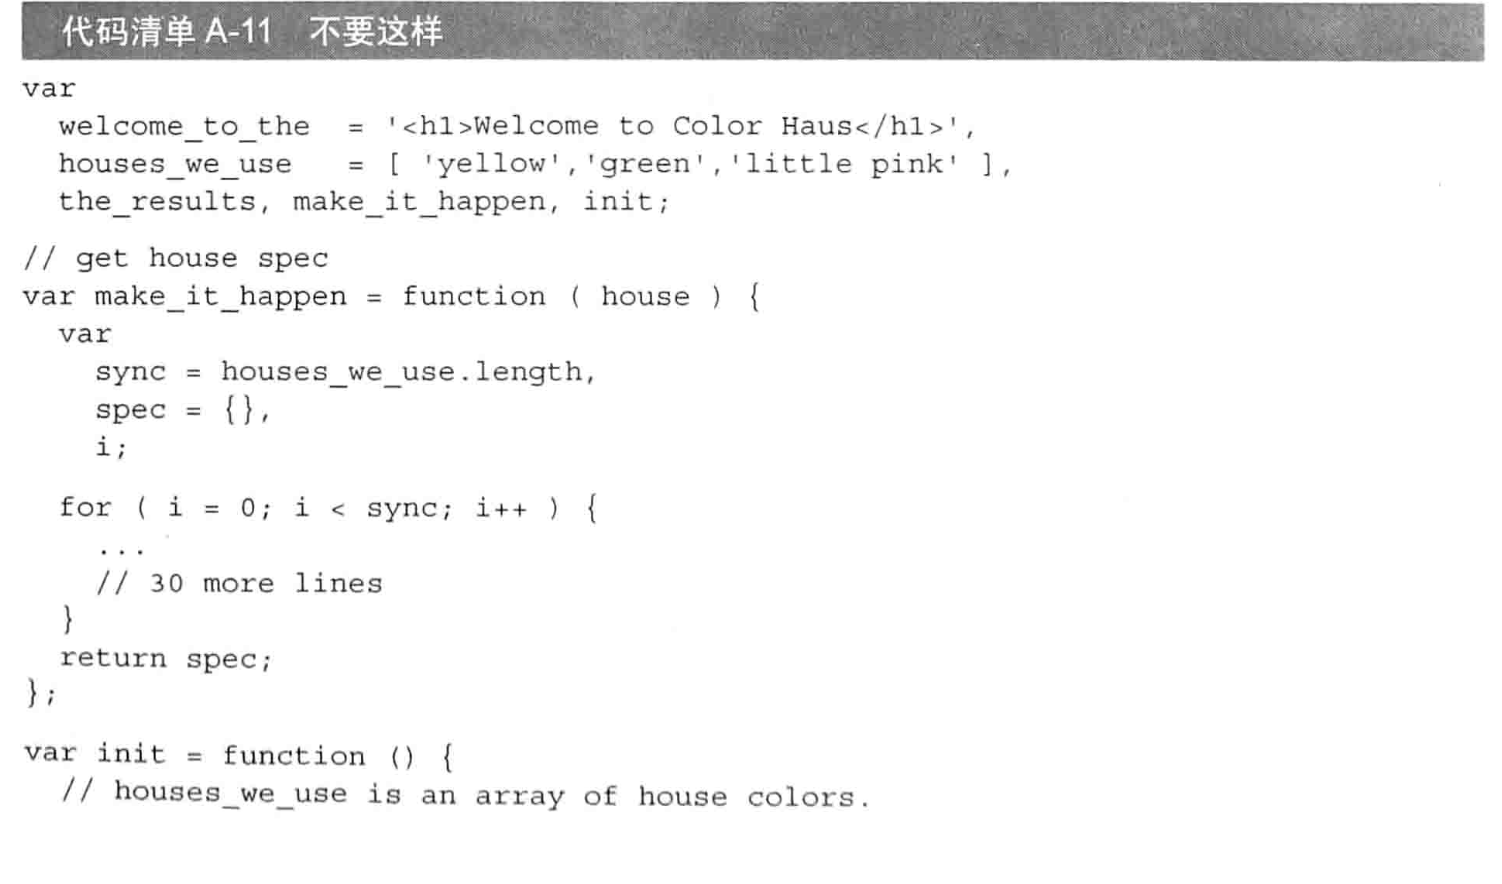 代码清单 A-11 不要这样
var
  welcome_to_the  = '<h1>Welcome to Color Haus</h1>',
  houses_we_use   = [ 'yellow','green','little pink' ],
  the_results, make_it_happen, init;
// get house spec
var make_it_happen = function ( house ) {
  var
    sync = houses_we_use.length,
    spec = {},
    i;
  for ( i = 0; i < sync; i++ ) {
    ...
    // 30 more lines
  }
  return spec;
};
var init = function () {
  // houses_we_use is an array of house colors.